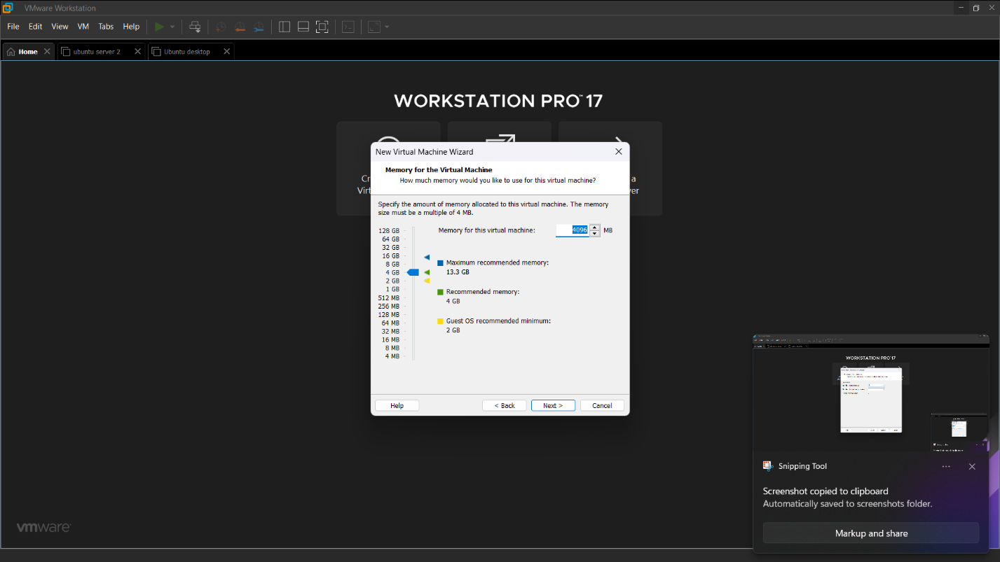 VMware Workstation
File Edit View VM Tabs Help
Home ubuntu server 2 Ubuntu desktop
WORKSTATION PRO™ 17
Cr
Virt
a
ver
New Virtual Machine Wizard
Memory for the Virtual Machine
How much memory would you like to use for this virtual machine?
Specify the amount of memory allocated to this virtual machine. The memory
size must be a multiple of 4 MB.
128 GB
64 GB
32 GB
16 GB
8 GB
4 GB
2 GB
1 GB
512 MB
256 MB
128 MB
64 MB
32 MB
16 MB
8 MB
4 MB
Memory for this virtual machine: 4096 MB
Maximum recommended memory:
13.3 GB
Recommended memory:
4 GB
Guest OS recommended minimum:
2 GB
Help < Back Next > Cancel
WORKSTATION PRO 17
Snipping Tool
Screenshot copied to clipboard
Automatically saved to screenshots folder.
Markup and share
vmware